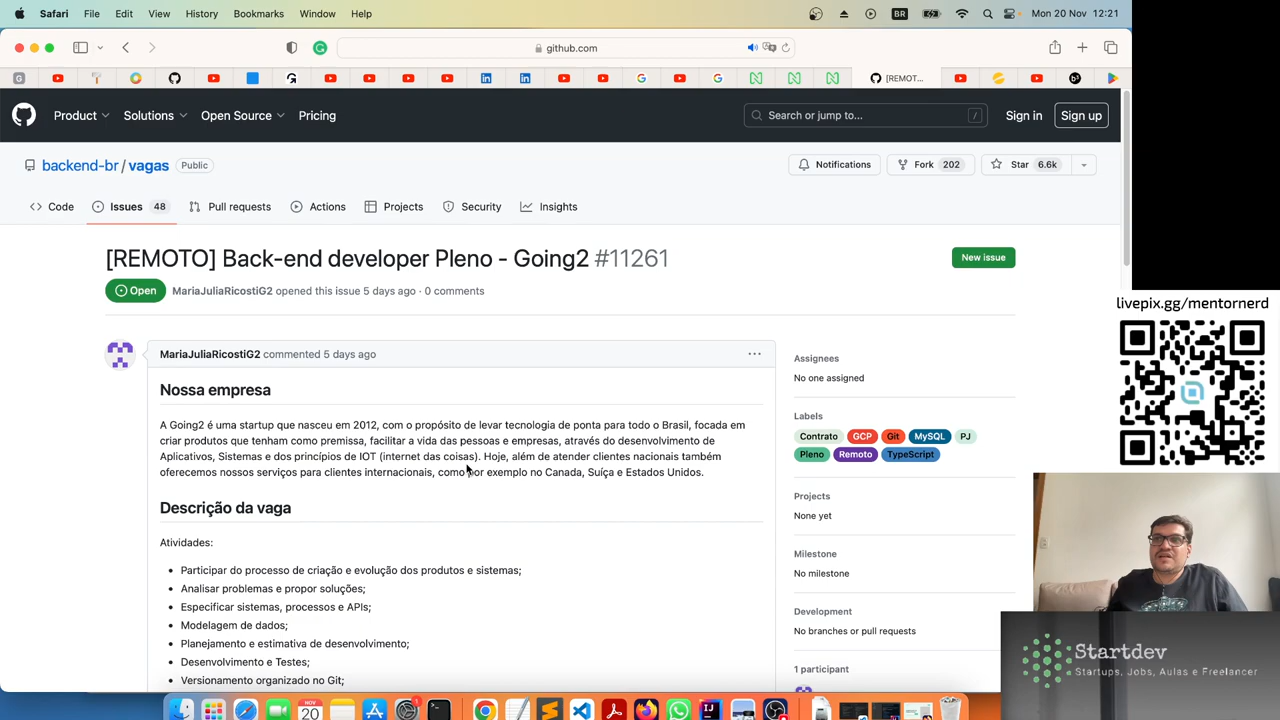 Safari File Edit View History Bookmarks Window Help BR Mon 20 Nov 12:21
github.com
[REMOT...
Product Solutions Open Source Pricing Search or jump to... / Sign in Sign up
backend-br / vagas Public Notifications Fork 202 Star 6.6k
Code Issues 48 Pull requests Actions Projects Security Insights
[REMOTO] Back-end developer Pleno - Going2 #11261 New issue
Open MariaJuliaRicostiG2 opened this issue 5 days ago · 0 comments
MariaJuliaRicostiG2 commented 5 days ago
Nossa empresa
A Going2 é uma startup que nasceu em 2012, com o propósito de levar tecnologia de ponta para todo o Brasil, focada em
criar produtos que tenham como premissa, facilitar a vida das pessoas e empresas, através do desenvolvimento de
Aplicativos, Sistemas e dos princípios de IOT (internet das coisas). Hoje, além de atender clientes nacionais também
oferecemos nossos serviços para clientes internacionais, como por exemplo no Canada, Suíça e Estados Unidos.
Descrição da vaga
Atividades:
• Participar do processo de criação e evolução dos produtos e sistemas;
• Analisar problemas e propor soluções;
• Especificar sistemas, processos e APIs;
• Modelagem de dados;
• Planejamento e estimativa de desenvolvimento;
• Desenvolvimento e Testes;
• Versionamento organizado no Git;
Assignees
No one assigned
Labels
Contrato GCP Git MySQL PJ
Pleno Remoto TypeScript
Projects
None yet
Milestone
No milestone
Development
No branches or pull requests
1 participant
livepix.gg/mentornerd
Startdev
Startups, Jobs, Aulas e Freelancer
NOV
20